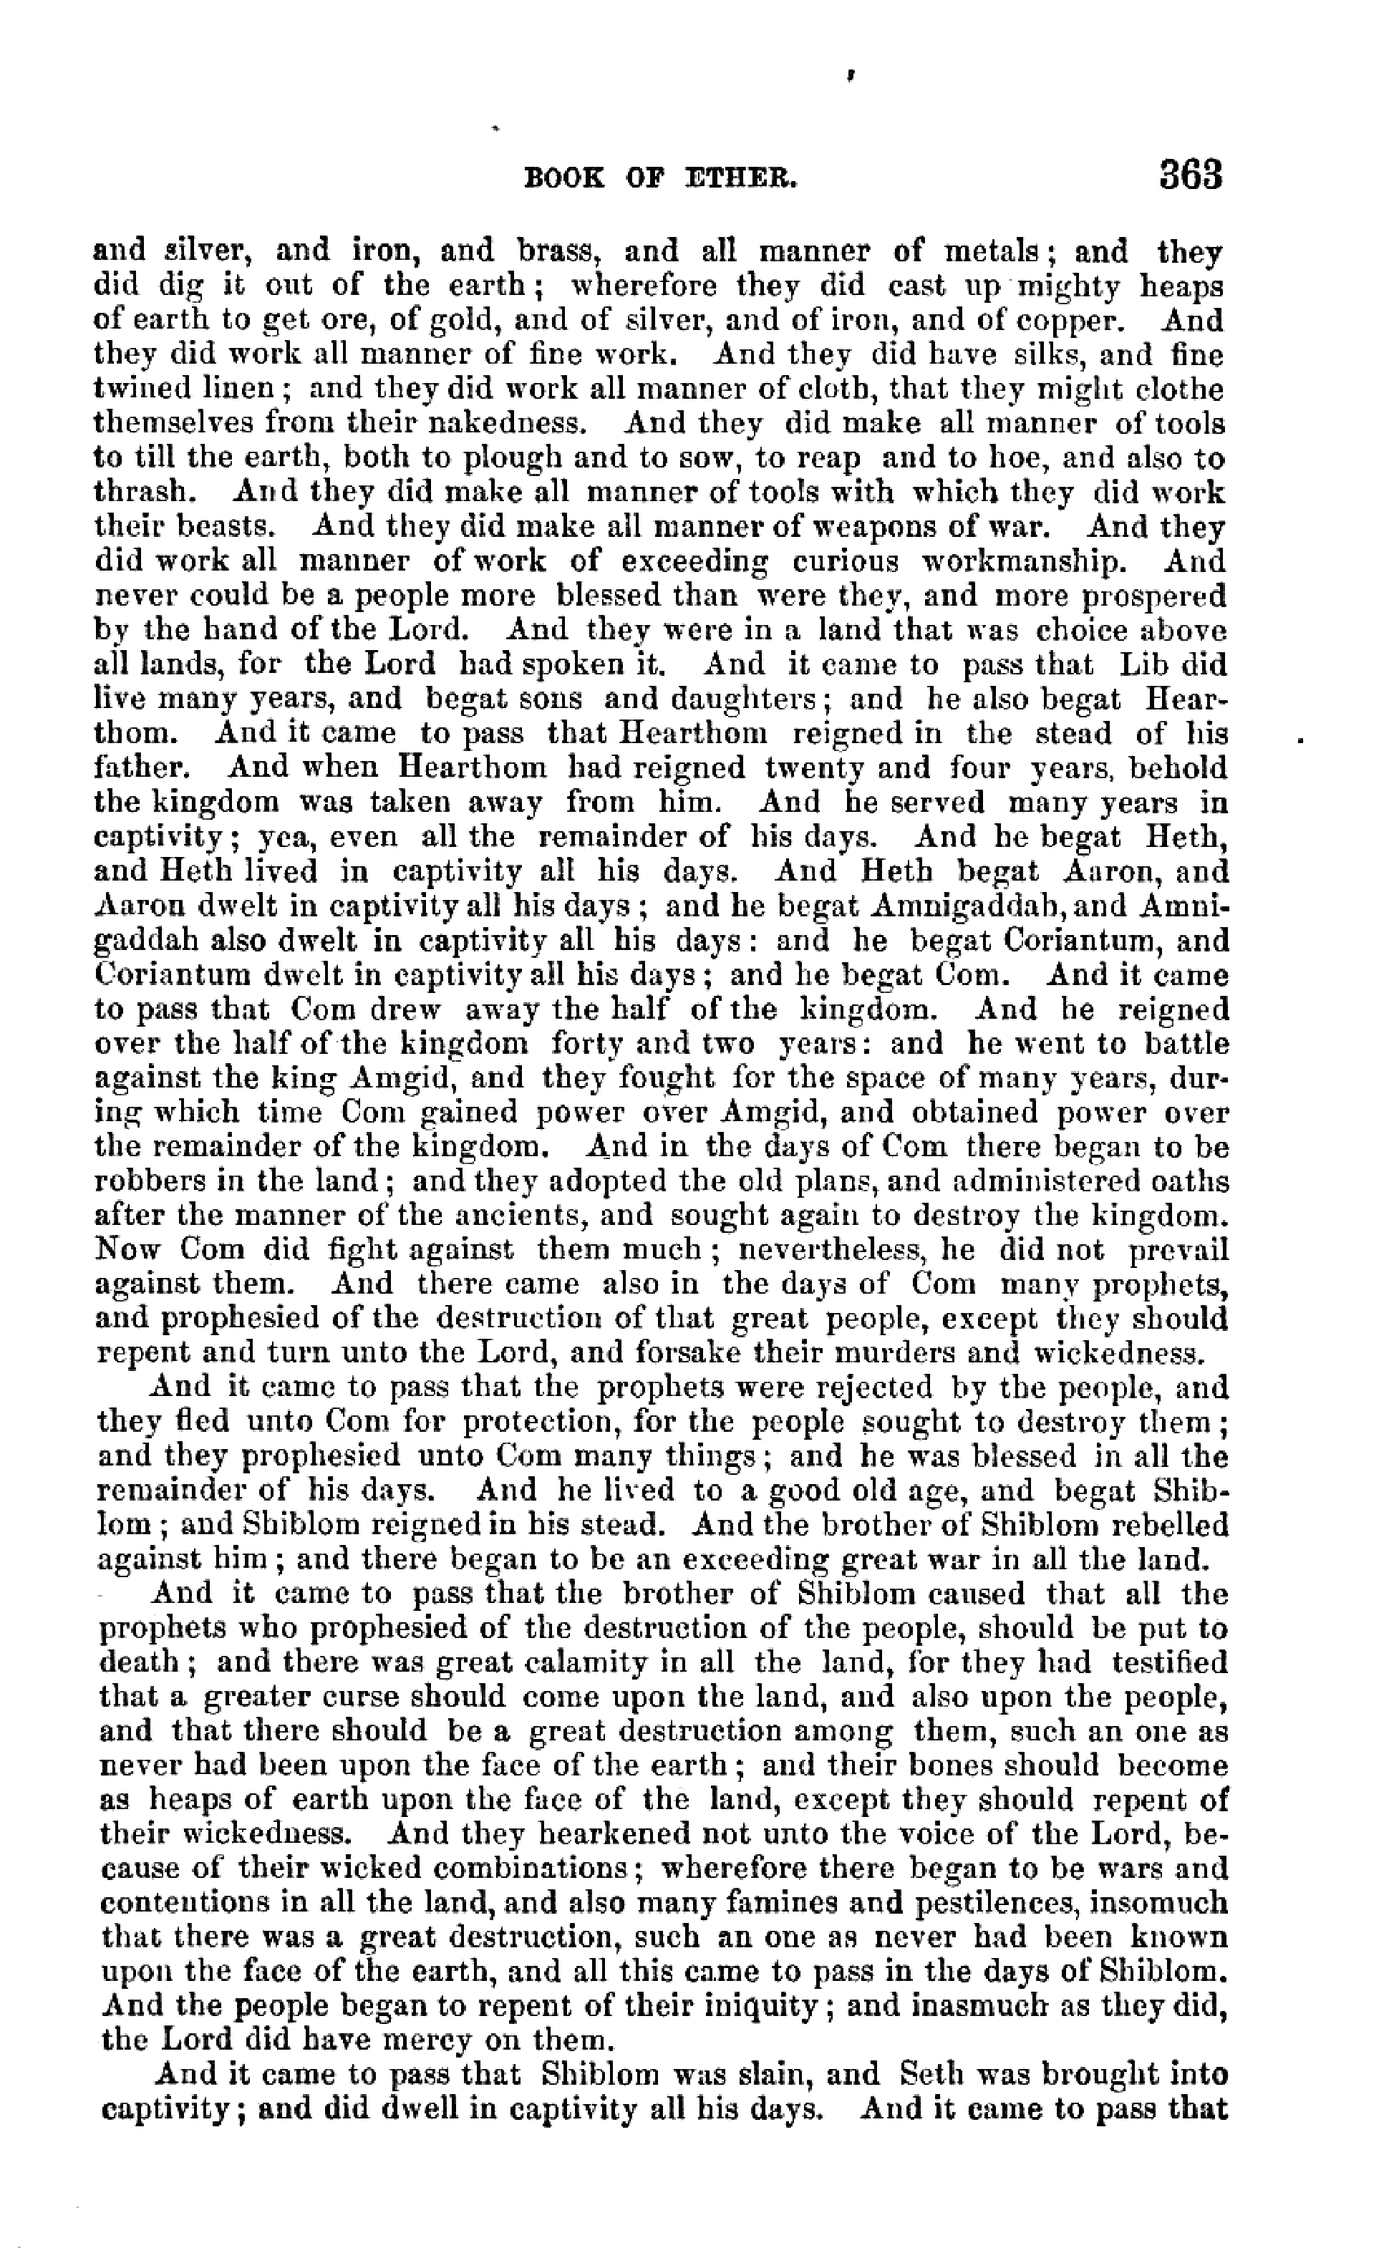 BOOK OF ETHER. 363
and silver, and iron, and brass, and all manner of metals; and they
did dig it out of the earth; wherefore they did cast up mighty heaps
of earth to get ore, of gold, and of silver, and of iron, and of copper. And
they did work all manner of fine work. And they did have silks, and fine
twined linen; and they did work all manner of cloth, that they might clothe
themselves from their nakedness. And they did make all manner of tools
to till the earth, both to plough and to sow, to reap and to hoe, and also to
thrash. And they did make all manner of tools with which they did work
their beasts. And they did make all manner of weapons of war. And they
did work all manner of work of exceeding curious workmanship. And
never could be a people more blessed than were they, and more prospered
by the hand of the Lord. And they were in a land that was choice above
all lands, for the Lord had spoken it. And it came to pass that Lib did
live many years, and begat sons and daughters; and he also begat Hear-
thom. And it came to pass that Hearthom reigned in the stead of his
father. And when Hearthom had reigned twenty and four years, behold
the kingdom was taken away from him. And he served many years in
captivity; yea, even all the remainder of his days. And he begat Heth,
and Heth lived in captivity all his days. And Heth begat Aaron, and
Aaron dwelt in captivity all his days; and he begat Amnigaddah, and Amni-
gaddah also dwelt in captivity all his days: and he begat Coriantum, and
Coriantum dwelt in captivity all his days; and he begat Com. And it came
to pass that Com drew away the half of the kingdom. And he reigned
over the half of the kingdom forty and two years: and he went to battle
against the king Amgid, and they fought for the space of many years, dur-
ing which time Com gained power over Amgid, and obtained power over
the remainder of the kingdom. And in the days of Com there began to be
robbers in the land; and they adopted the old plans, and administered oaths
after the manner of the ancients, and sought again to destroy the kingdom.
Now Com did fight against them much; nevertheless, he did not prevail
against them. And there came also in the days of Com many prophets,
and prophesied of the destruction of that great people, except they should
repent and turn unto the Lord, and forsake their murders and wickedness.
And it came to pass that the prophets were rejected by the people, and
they fled unto Com for protection, for the people sought to destroy them;
and they prophesied unto Com many things; and he was blessed in all the
remainder of his days. And he lived to a good old age, and begat Shib-
lom; and Shiblom reigned in his stead. And the brother of Shiblom rebelled
against him; and there began to be an exceeding great war in all the land.
And it came to pass that the brother of Shiblom caused that all the
prophets who prophesied of the destruction of the people, should be put to
death; and there was great calamity in all the land, for they had testified
that a greater curse should come upon the land, and also upon the people,
and that there should be a great destruction among them, such an one as
never had been upon the face of the earth; and their bones should become
as heaps of earth upon the face of the land, except they should repent of
their wickedness. And they hearkened not unto the voice of the Lord, be-
cause of their wicked combinations; wherefore there began to be wars and
contentions in all the land, and also many famines and pestilences, insomuch
that there was a great destruction, such an one as never had been known
upon the face of the earth, and all this came to pass in the days of Shiblom.
And the people began to repent of their iniquity; and inasmuch as they did,
the Lord did have mercy on them.
And it came to pass that Shiblom was slain, and Seth was brought into
captivity; and did dwell in captivity all his days. And it came to pass that